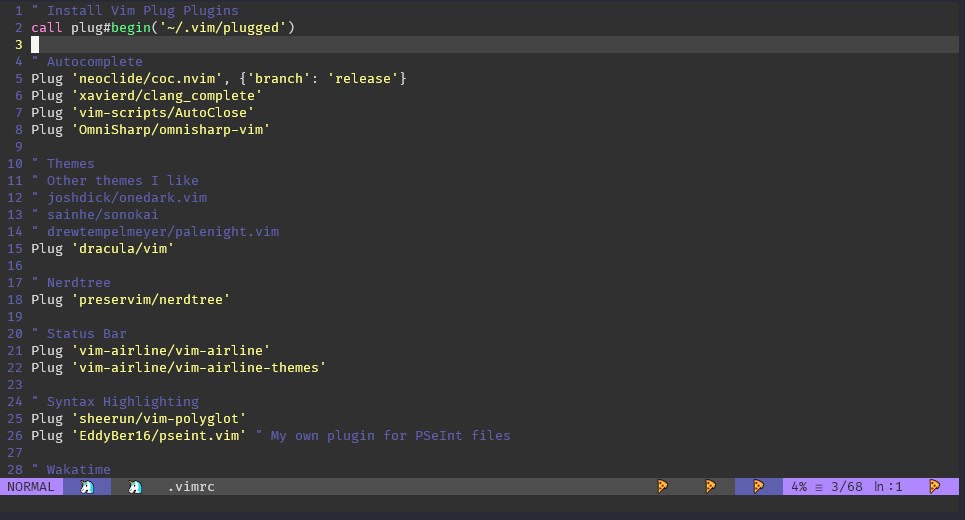 1 " Install Vim Plug Plugins
2 call plug#begin('~/.vim/plugged')
3
4 " Autocomplete
5 Plug 'neoclide/coc.nvim', {'branch': 'release'}
6 Plug 'xavierd/clang_complete'
7 Plug 'vim-scripts/AutoClose'
8 Plug 'OmniSharp/omnisharp-vim'
9
10 " Themes
11 " Other themes I like
12 " joshdick/onedark.vim
13 " sainhe/sonokai
14 " drewtempelmeyer/palenight.vim
15 Plug 'dracula/vim'
16
17 " Nerdtree
18 Plug 'preservim/nerdtree'
19
20 " Status Bar
21 Plug 'vim-airline/vim-airline'
22 Plug 'vim-airline/vim-airline-themes'
23
24 " Syntax Highlighting
25 Plug 'sheerun/vim-polyglot'
26 Plug 'EddyBer16/pseint.vim' " My own plugin for PSeInt files
27
28 " Wakatime
NORMAL 🦄 🦄 .vimrc 🍕 🍕 🍕 4% ≡ 3/68 ln :1 🍕